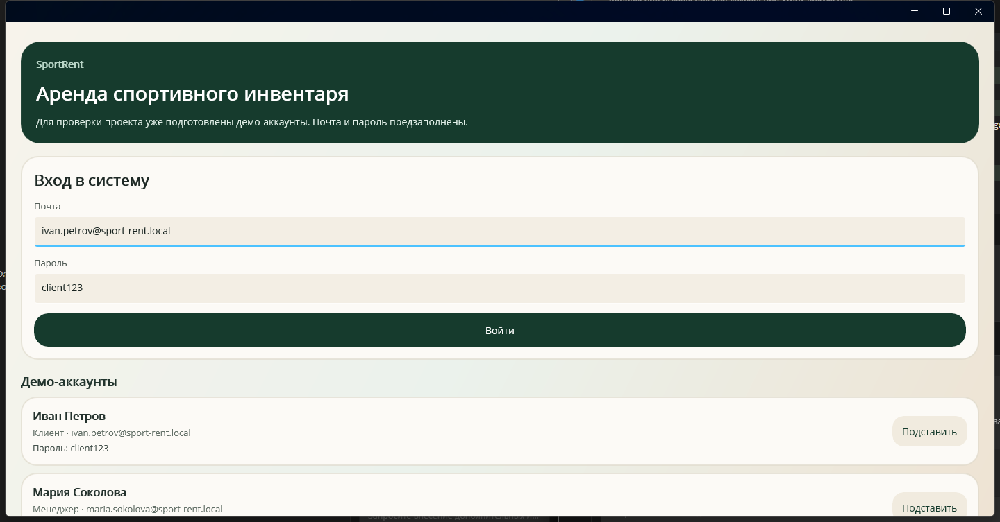 SportRent
Аренда спортивного инвентаря
Для проверки проекта уже подготовлены демо-аккаунты. Почта и пароль предзаполнены.
Вход в систему
Почта
ivan.petrov@sport-rent.local
Пароль
client123
Войти
Демо-аккаунты
Иван Петров
Клиент · ivan.petrov@sport-rent.local
Пароль: client123
Подставить
Мария Соколова
Менеджер · maria.sokolova@sport-rent.local
Подставить